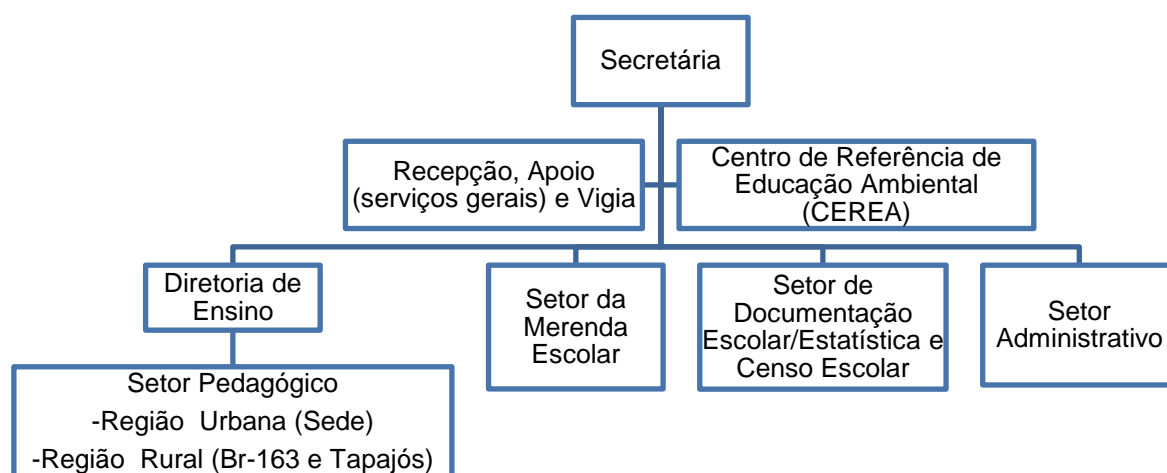 Secretária
Recepção, Apoio
(serviços gerais) e Vigia
Centro de Referência de
Educação Ambiental
(CEREA)
Diretoria de
Ensino
Setor da
Merenda
Escolar
Setor de
Documentação
Escolar/Estatística e
Censo Escolar
Setor
Administrativo
Setor Pedagógico
-Região Urbana (Sede)
-Região Rural (Br-163 e Tapajós)